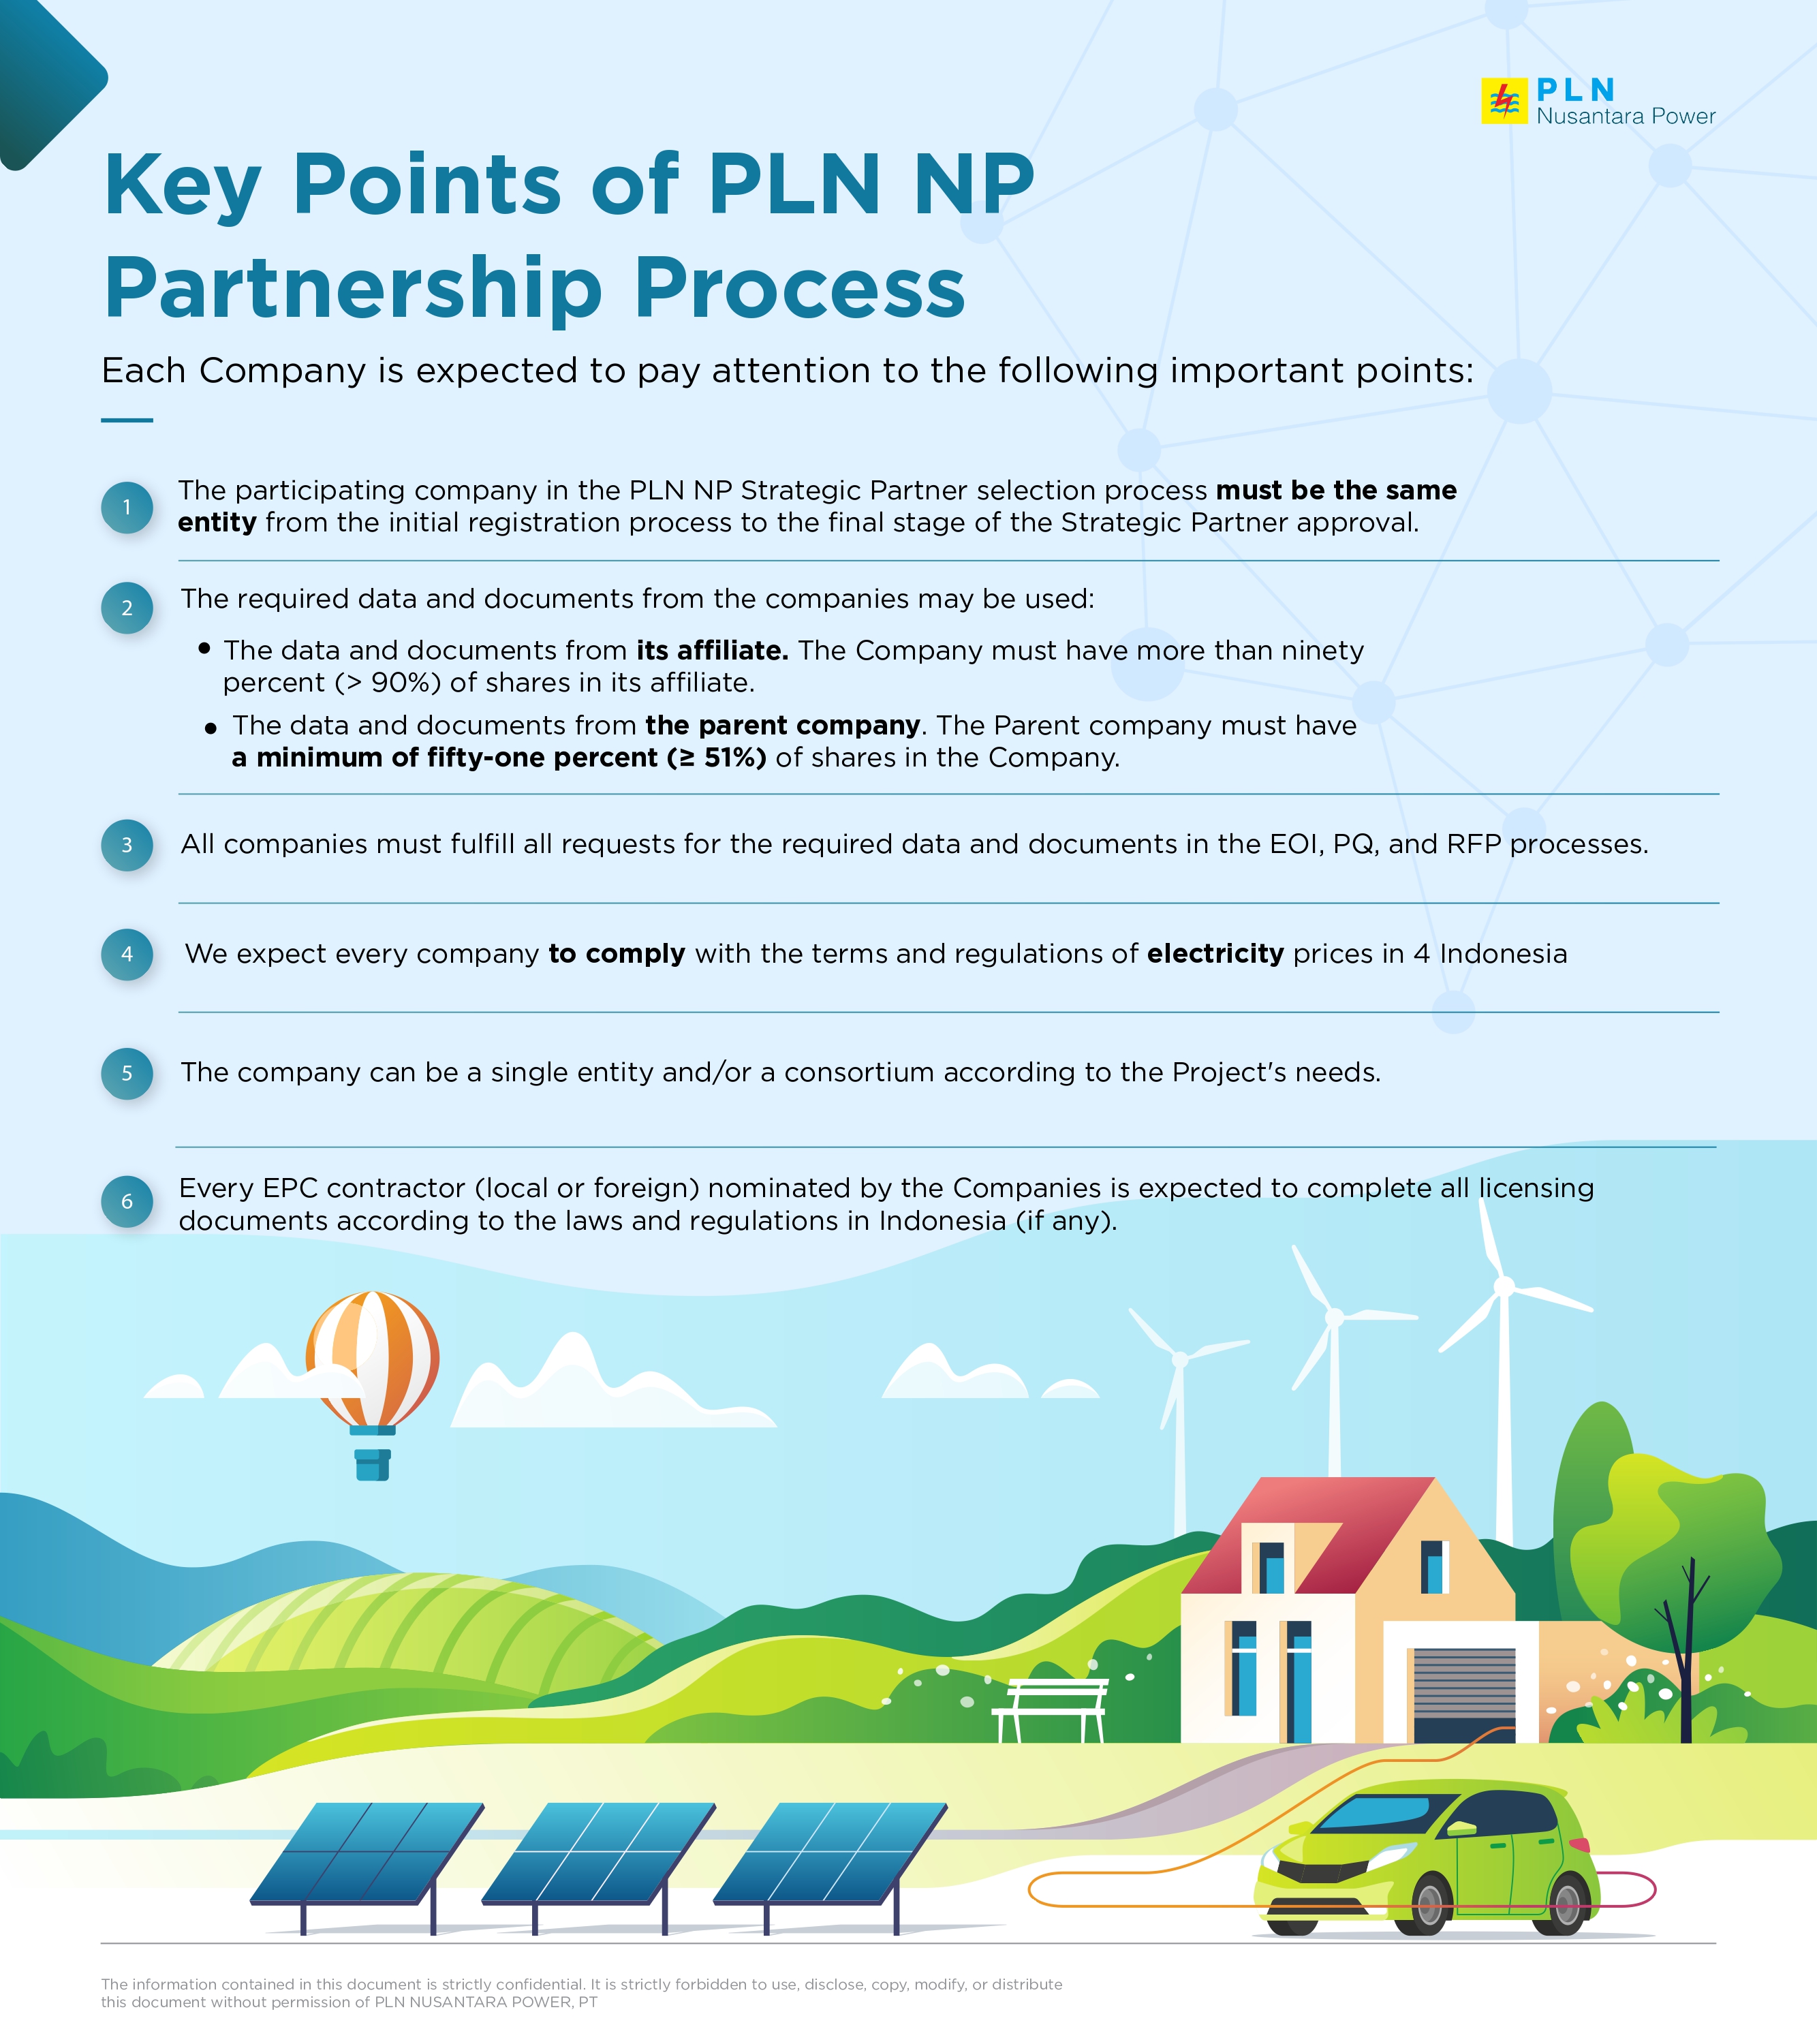 PLN
Nusantara Power
Key Points of PLN NP
Partnership Process
Each Company is expected to pay attention to the following important points:
1
The participating company in the PLN NP Strategic Partner selection process must be the same
entity from the initial registration process to the final stage of the Strategic Partner approval.
2
The required data and documents from the companies may be used:
• The data and documents from its affiliate. The Company must have more than ninety
percent (> 90%) of shares in its affiliate.
• The data and documents from the parent company. The Parent company must have
a minimum of fifty-one percent (≥ 51%) of shares in the Company.
3
All companies must fulfill all requests for the required data and documents in the EOI, PQ, and RFP processes.
4
We expect every company to comply with the terms and regulations of electricity prices in 4 Indonesia
5
The company can be a single entity and/or a consortium according to the Project's needs.
6
Every EPC contractor (local or foreign) nominated by the Companies is expected to complete all licensing
documents according to the laws and regulations in Indonesia (if any).
The information contained in this document is strictly confidential. It is strictly forbidden to use, disclose, copy, modify, or distribute
this document without permission of PLN NUSANTARA POWER, PT